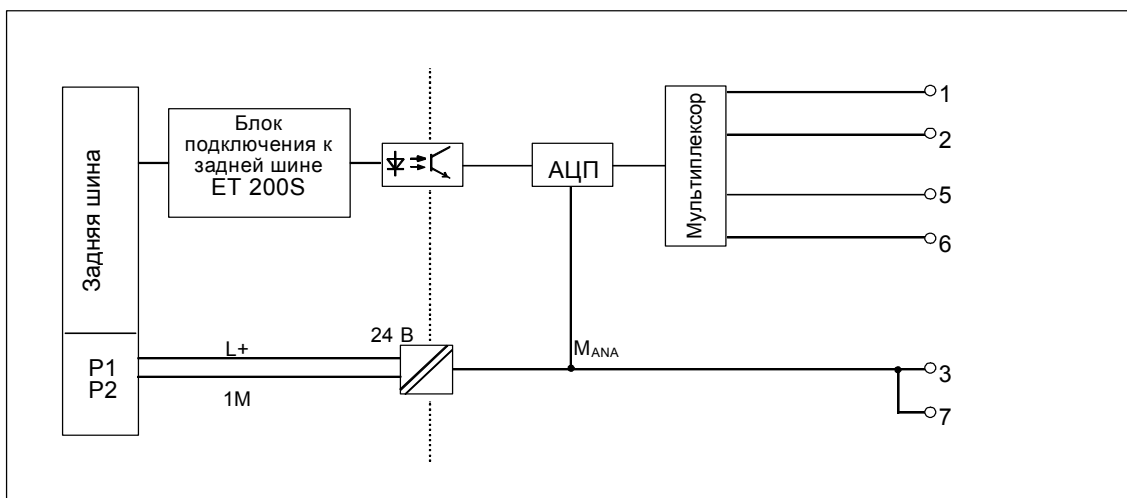 Задняя шина
P1
P2
Блок
подключения к
задней шине
ET 200S
АЦП
Мультиплексор
1
2
5
6
24 В
L+
1M
M_ANA
3
7